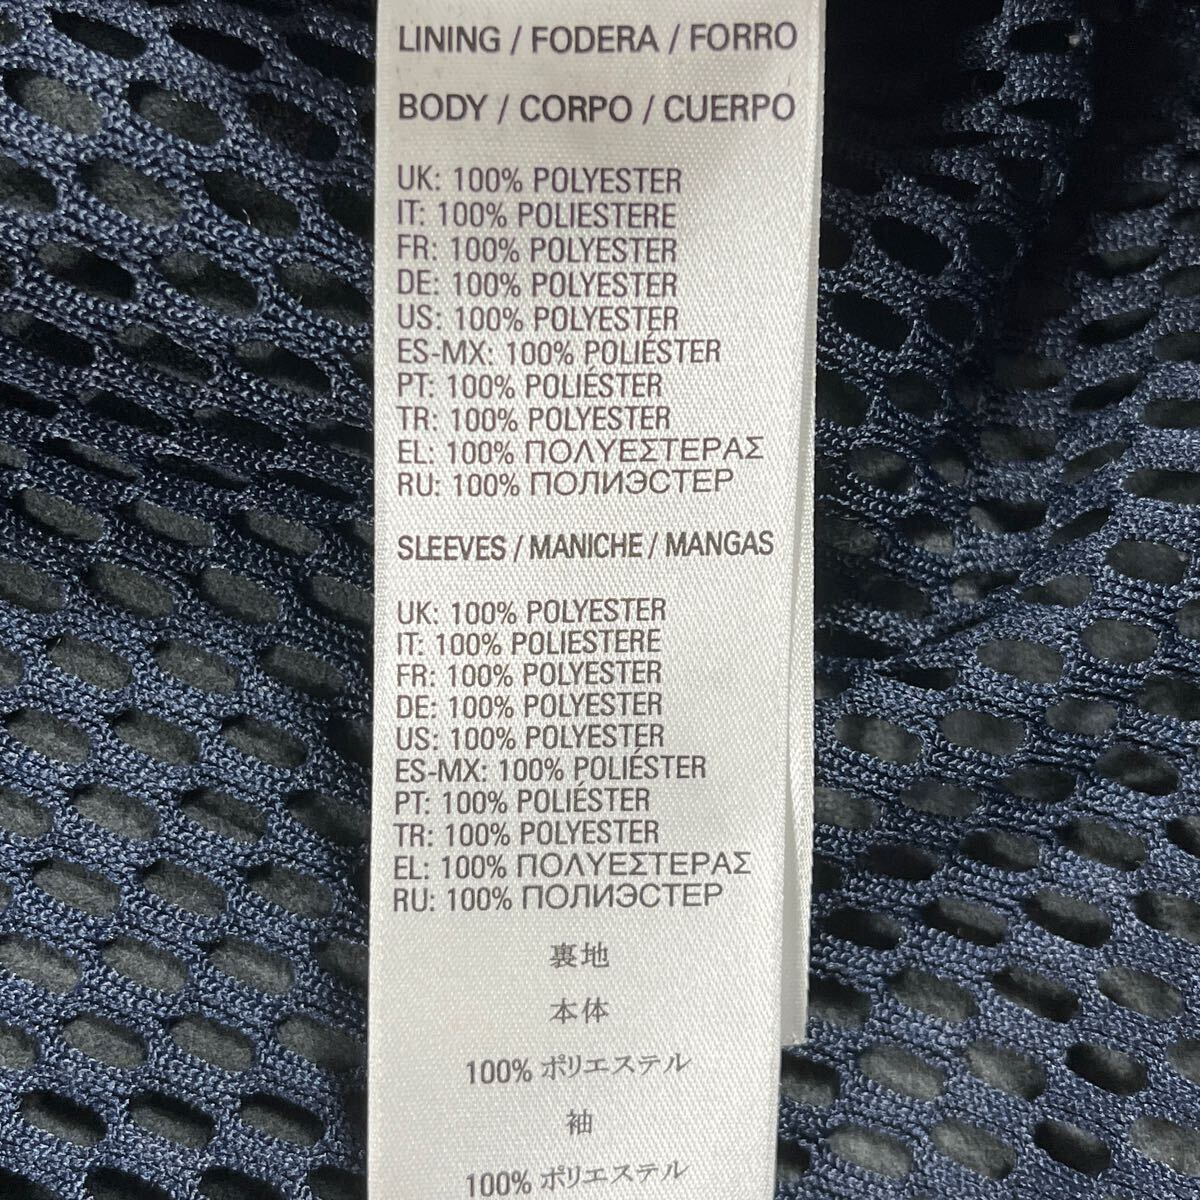 LINING / FODERA / FORRO
BODY / CORPO / CUERPO
UK: 100% POLYESTER
IT: 100% POLIESTERE
FR: 100% POLYESTER
DE: 100% POLYESTER
US: 100% POLYESTER
ES-MX: 100% POLIÉSTER
PT: 100% POLIÉSTER
TR: 100% POLYESTER
EL: 100% ΠΟΛΥΕΣΤΕΡΑΣ
RU: 100% ПОЛИЭСТЕР
SLEEVES / MANICHE / MANGAS
UK: 100% POLYESTER
IT: 100% POLIESTERE
FR: 100% POLYESTER
DE: 100% POLYESTER
US: 100% POLYESTER
ES-MX: 100% POLIÉSTER
PT: 100% POLIÉSTER
TR: 100% POLYESTER
EL: 100% ΠΟΛΥΕΣΤΕΡΑΣ
RU: 100% ПОЛИЭСТЕР
裏地
本体
100% ポリエステル
袖
100% ポリエステル